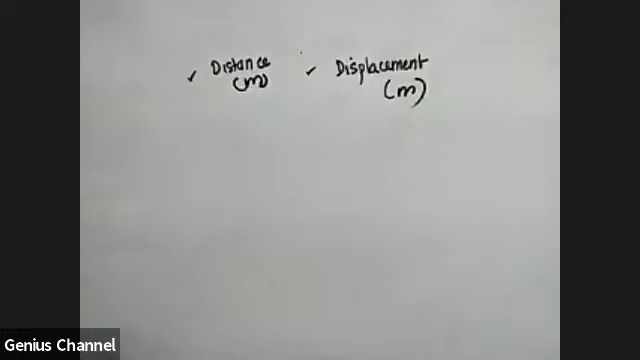 ✓ Distance ✓ Displacement
(m) (m)
Genius Channel